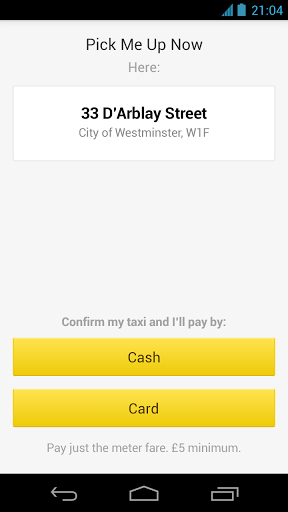 21:04
Pick Me Up Now
Here:
33 D'Arblay Street
City of Westminster, W1F
Confirm my taxi and I'll pay by:
Cash
Card
Pay just the meter fare. £5 minimum.